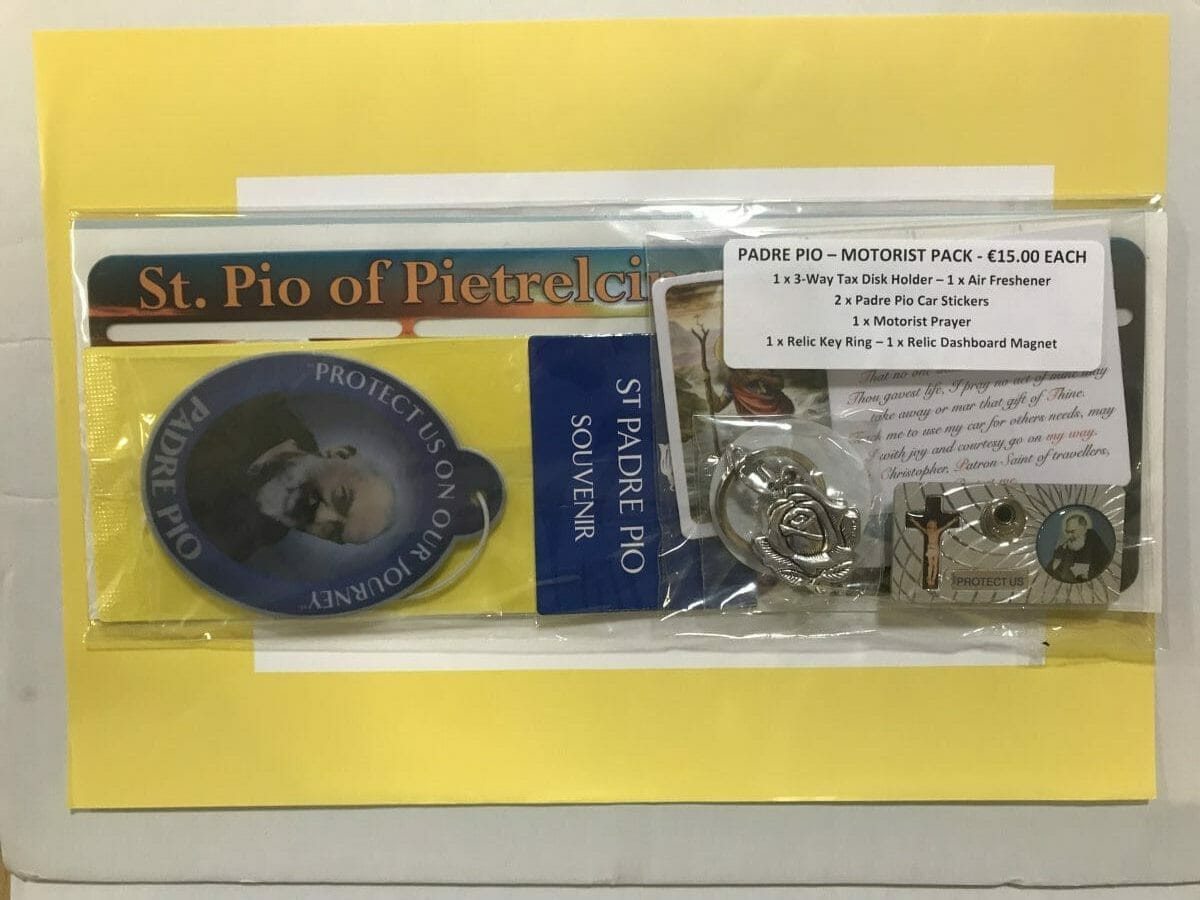 St. Pio of Pietrelcin
PADRE PIO – MOTORIST PACK - €15.00 EACH
1 x 3-Way Tax Disk Holder – 1 x Air Freshener
2 x Padre Pio Car Stickers
1 x Motorist Prayer
1 x Relic Key Ring – 1 x Relic Dashboard Magnet
"PROTECT US ON OUR JOURNEY"
PADRE PIO
ST PADRE PIO
SOUVENIR
That no one
Thou gavest life, I pray no act of mine may
take away or mar that gift of Thine.
me to use my car for others needs, may
I with joy and courtesy go on my way.
Christopher, Patron Saint of travellers,
me.
PROTECT US